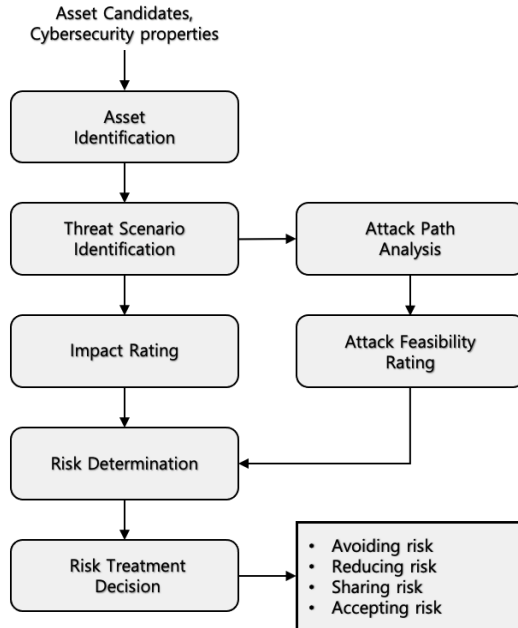 Asset Candidates,
Cybersecurity properties
Asset
Identification
Threat Scenario
Identification
Attack Path
Analysis
Impact Rating
Attack Feasibility
Rating
Risk Determination
Risk Treatment
Decision
• Avoiding risk
• Reducing risk
• Sharing risk
• Accepting risk